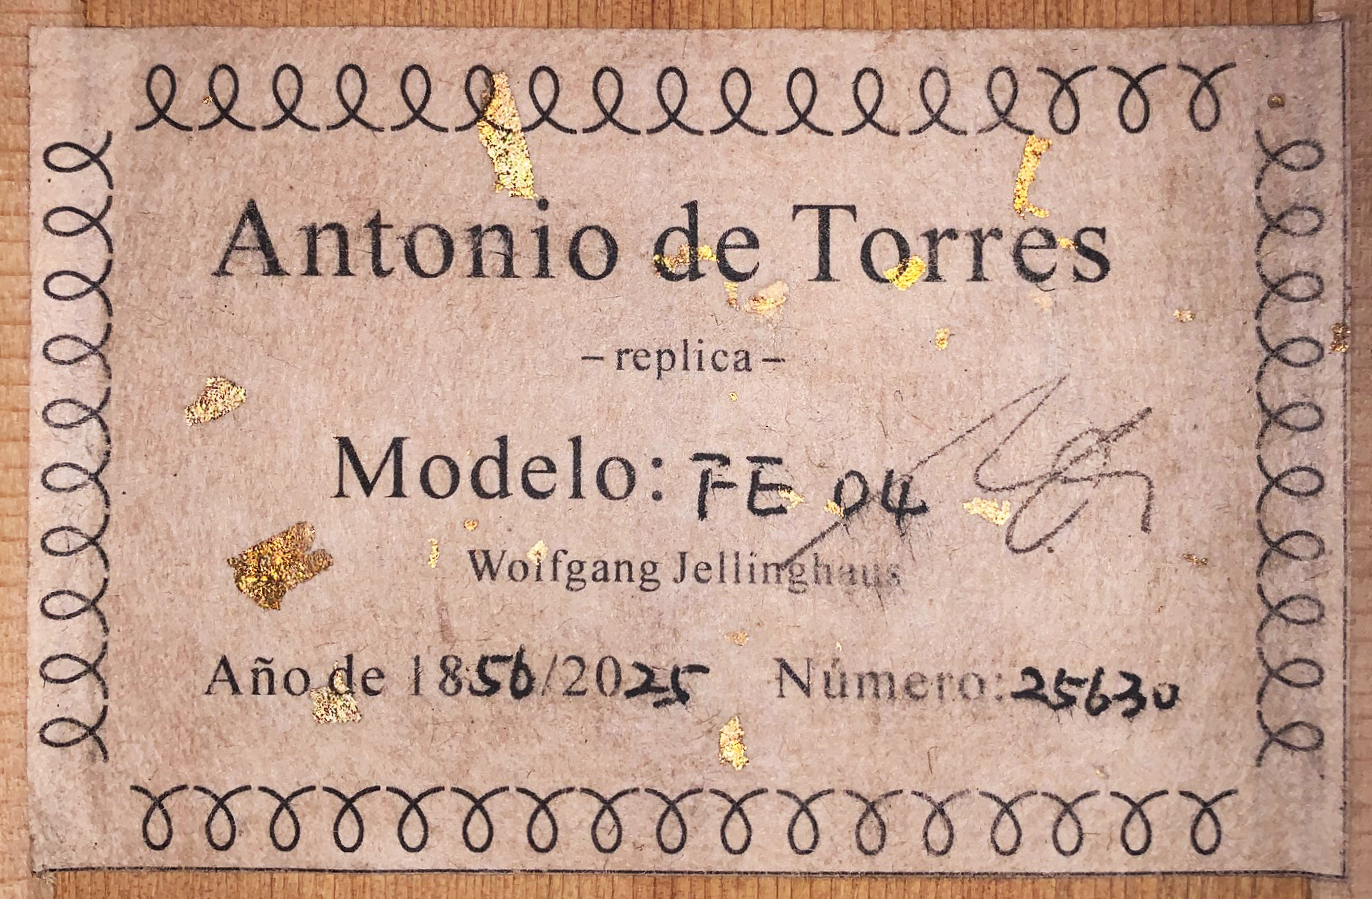 Antonio de Torres
– replica –
Modelo: FE 04
Wolfgang Jellinghaus
Año de 1856/2025 Número: 25630